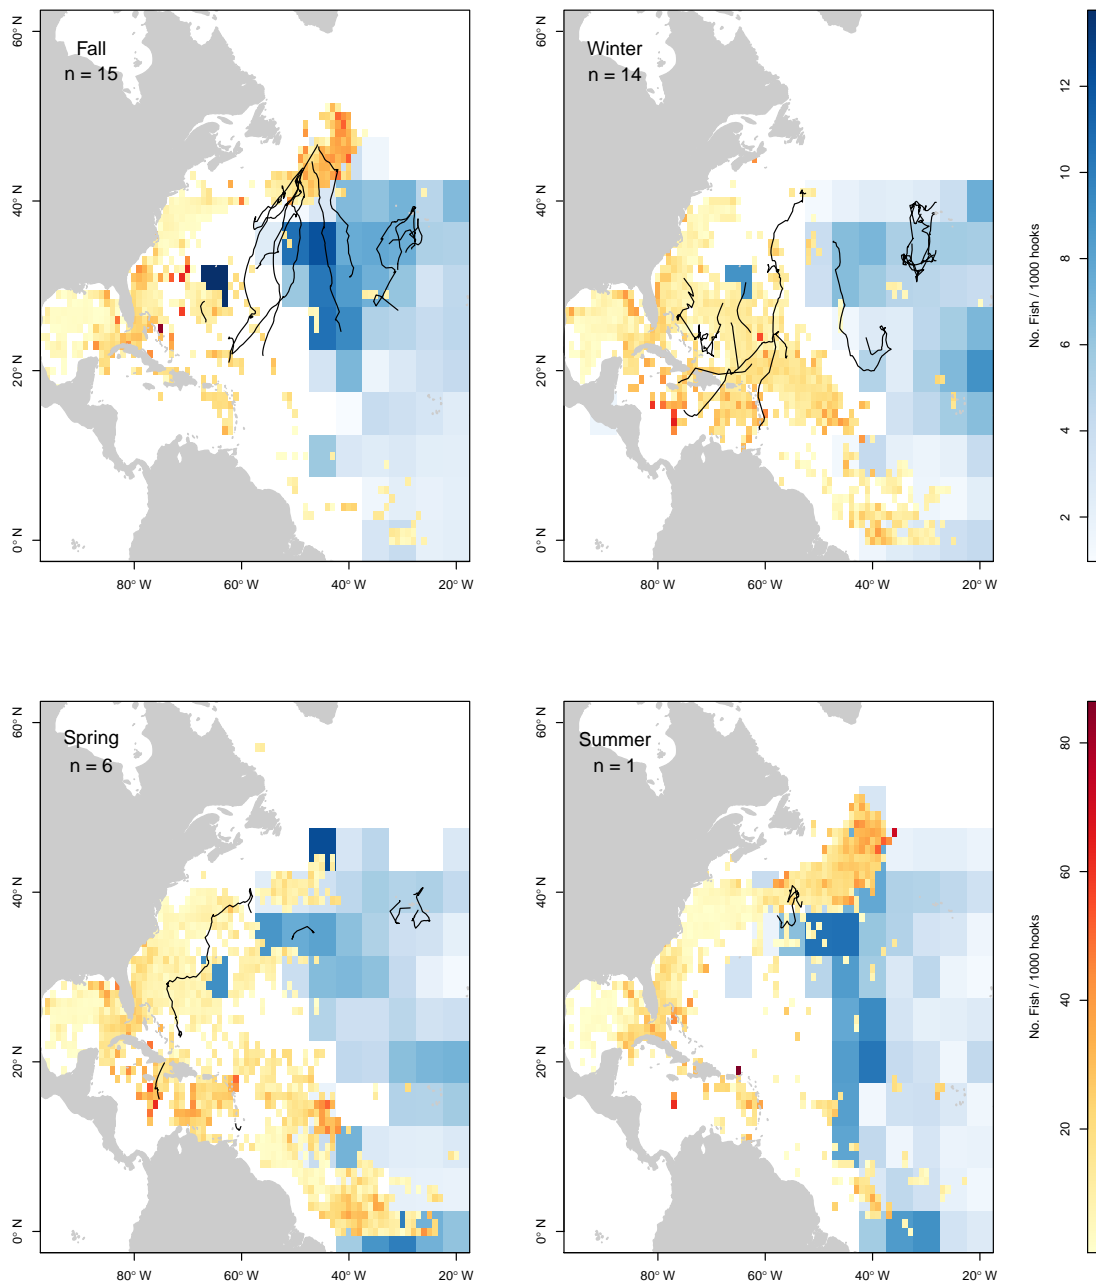 Fall
n = 15
60° N
40° N
20° N
0° N
80° W
60° W
40° W
20° W
Winter
n = 14
60° N
40° N
20° N
0° N
80° W
60° W
40° W
20° W
12
10
8
6
4
2
No. Fish / 1000 hooks
Spring
n = 6
60° N
40° N
20° N
0° N
80° W
60° W
40° W
20° W
Summer
n = 1
60° N
40° N
20° N
0° N
80° W
60° W
40° W
20° W
80
60
40
20
No. Fish / 1000 hooks